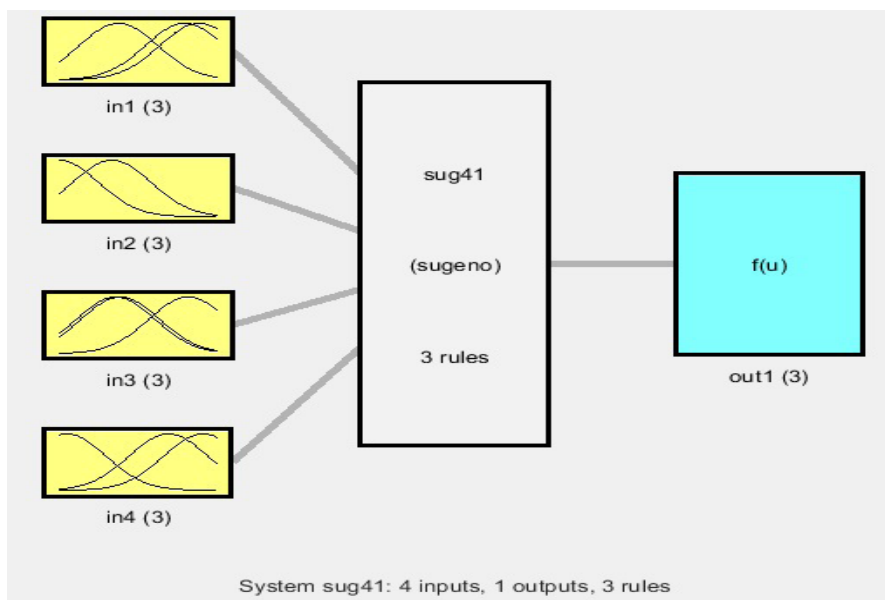 in1 (3)
in2 (3)
in3 (3)
in4 (3)
sug41
(sugeno)
3 rules
f(u)
out1 (3)
System sug41: 4 inputs, 1 outputs, 3 rules